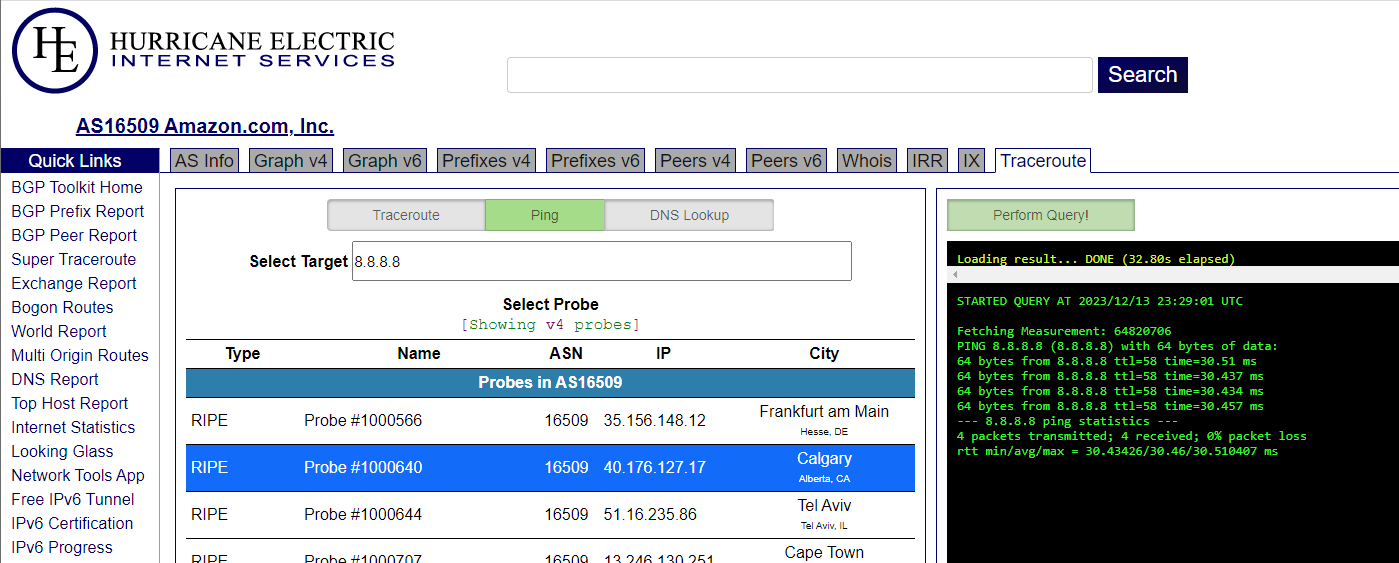 HE HURRICANE ELECTRIC
INTERNET SERVICES
Search
AS16509 Amazon.com, Inc.
Quick Links
BGP Toolkit Home
BGP Prefix Report
BGP Peer Report
Super Traceroute
Exchange Report
Bogon Routes
World Report
Multi Origin Routes
DNS Report
Top Host Report
Internet Statistics
Looking Glass
Network Tools App
Free IPv6 Tunnel
IPv6 Certification
IPv6 Progress
AS Info Graph v4 Graph v6 Prefixes v4 Prefixes v6 Peers v4 Peers v6 Whois IRR IX Traceroute
Traceroute Ping DNS Lookup
Select Target 8.8.8.8
Select Probe
[Showing v4 probes]
Type Name ASN IP City
Probes in AS16509
RIPE Probe #1000566 16509 35.156.148.12 Frankfurt am Main
Hesse, DE
RIPE Probe #1000640 16509 40.176.127.17 Calgary
Alberta, CA
RIPE Probe #1000644 16509 51.16.235.86 Tel Aviv
Tel Aviv, IL
RIPE Probe #1000707 16509 13.246.130.251 Cape Town
Perform Query!
Loading result... DONE (32.80s elapsed)
STARTED QUERY AT 2023/12/13 23:29:01 UTC
Fetching Measurement: 64820706
PING 8.8.8.8 (8.8.8.8) with 64 bytes of data:
64 bytes from 8.8.8.8 ttl=58 time=30.51 ms
64 bytes from 8.8.8.8 ttl=58 time=30.437 ms
64 bytes from 8.8.8.8 ttl=58 time=30.434 ms
64 bytes from 8.8.8.8 ttl=58 time=30.457 ms
--- 8.8.8.8 ping statistics ---
4 packets transmitted; 4 received; 0% packet loss
rtt min/avg/max = 30.43426/30.46/30.510407 ms